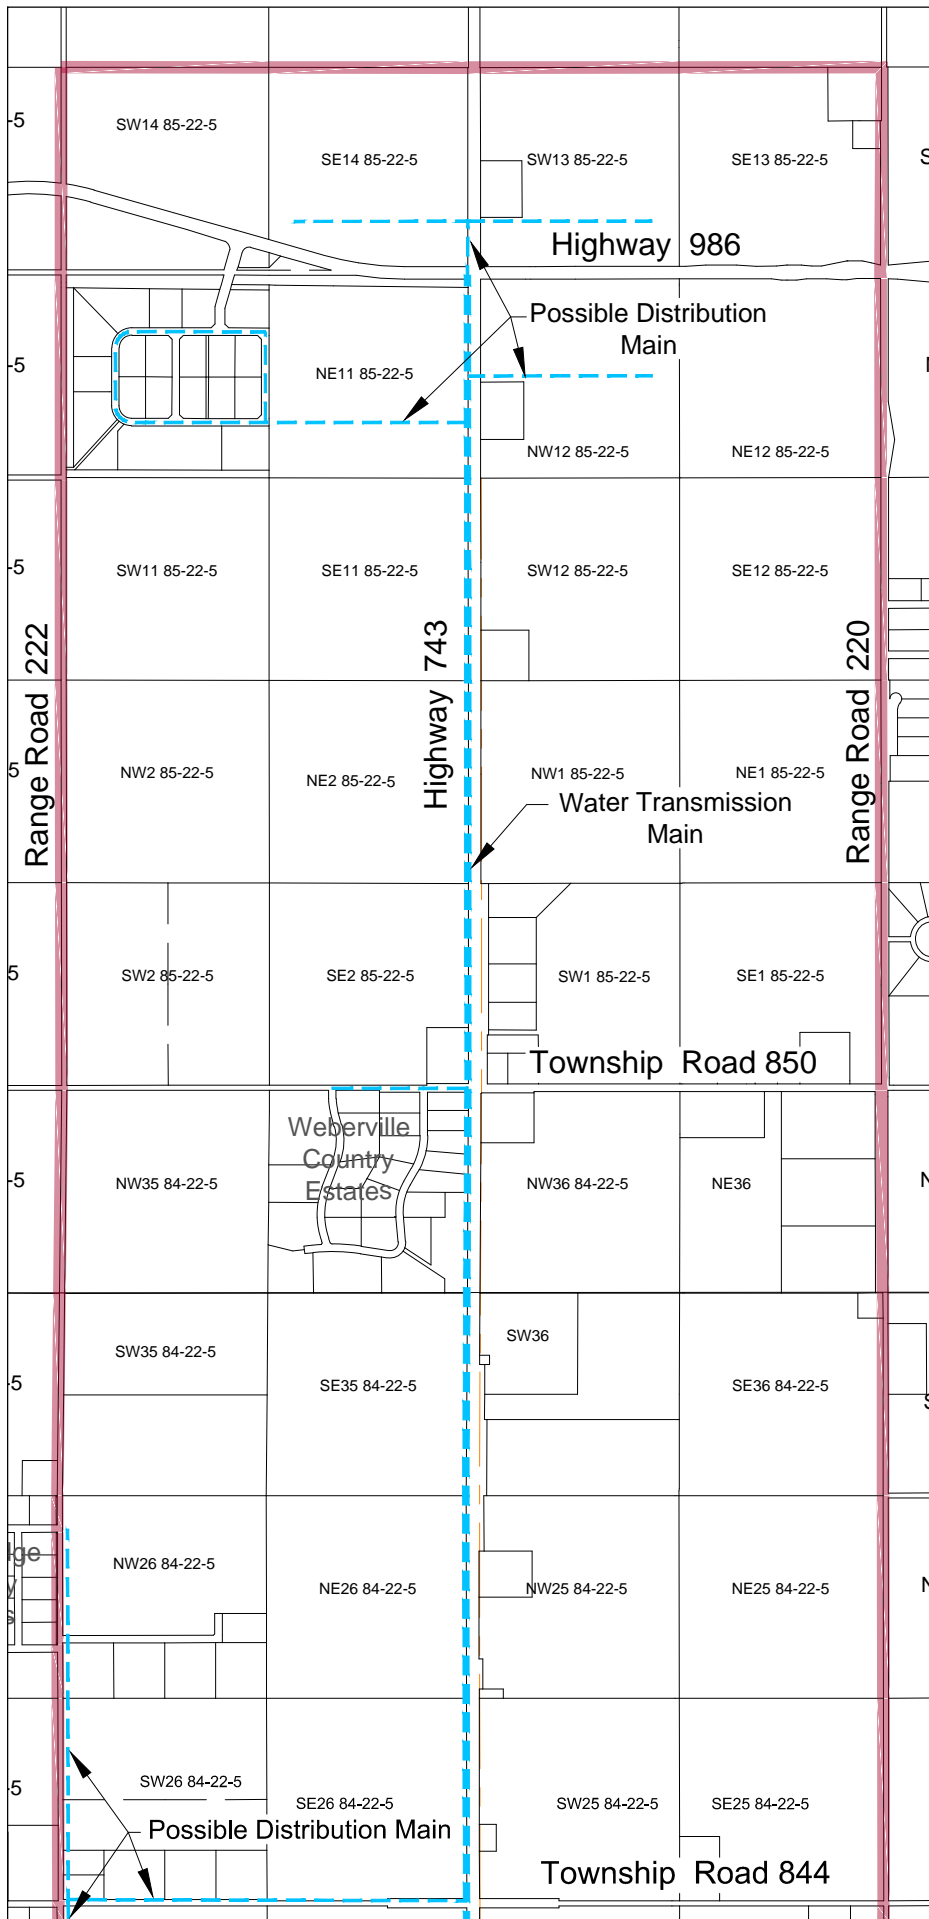 -5
SW14 85-22-5
SE14 85-22-5
SW13 85-22-5
SE13 85-22-5
Highway 986
Possible Distribution
Main
-5
NE11 85-22-5
NW12 85-22-5
NE12 85-22-5
-5
SW11 85-22-5
SE11 85-22-5
SW12 85-22-5
SE12 85-22-5
Range Road 222
Highway 743
Range Road 220
5
NW2 85-22-5
NE2 85-22-5
NW1 85-22-5
NE1 85-22-5
Water Transmission
Main
5
SW2 85-22-5
SE2 85-22-5
SW1 85-22-5
SE1 85-22-5
Township Road 850
Weberville
Country
Estates
-5
NW35 84-22-5
NW36 84-22-5
NE36
SW35 84-22-5
SW36
-5
SE35 84-22-5
SE36 84-22-5
NW26 84-22-5
NE26 84-22-5
NW25 84-22-5
NE25 84-22-5
-5
SW26 84-22-5
SE26 84-22-5
SW25 84-22-5
SE25 84-22-5
Possible Distribution Main
Township Road 844